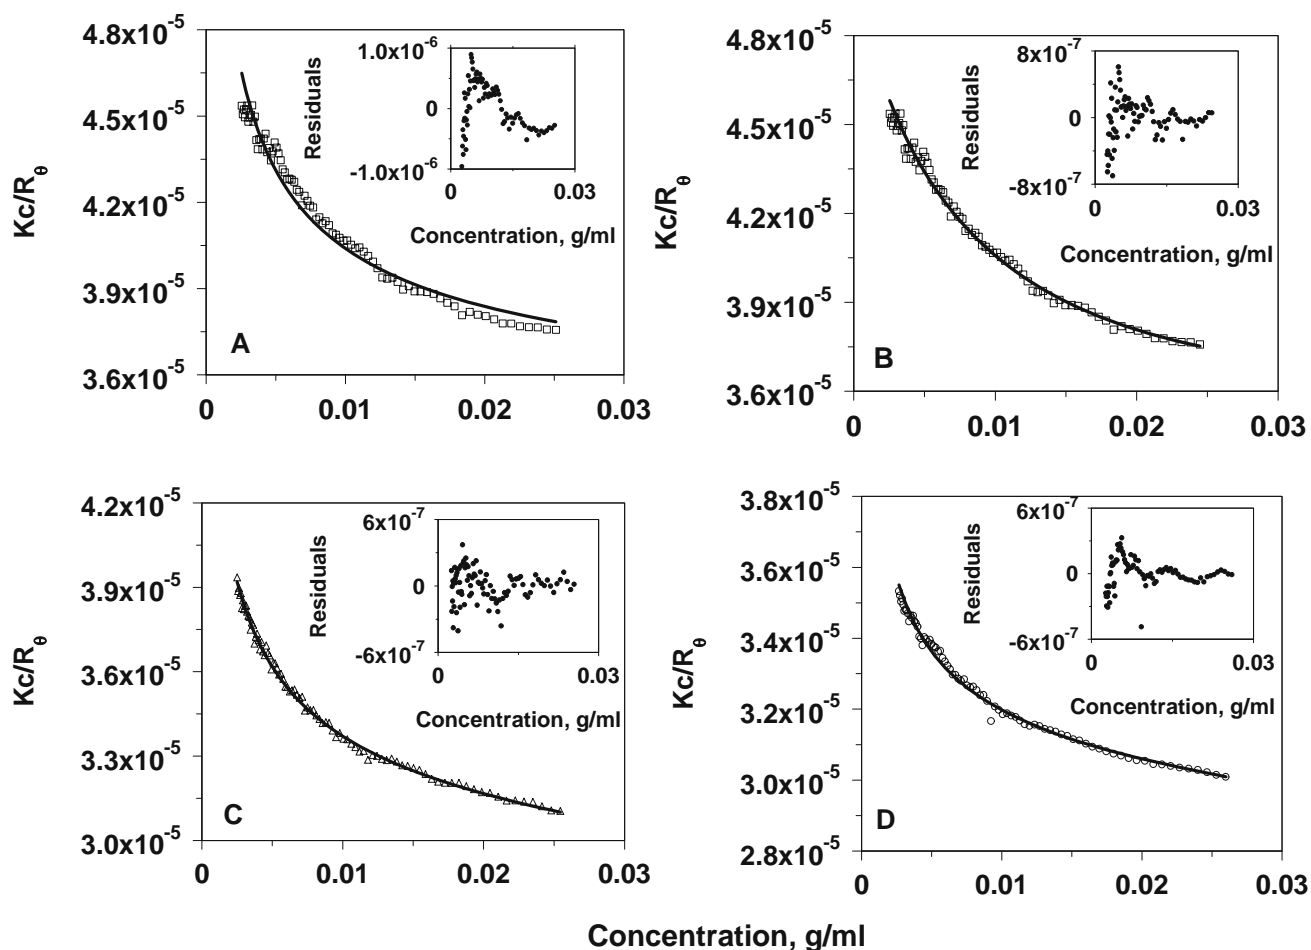 4.8x10⁻⁵
4.5x10⁻⁵
4.2x10⁻⁵
3.9x10⁻⁵
3.6x10⁻⁵
Kc/Rθ
0 0.01 0.02 0.03
A
Residuals
1.0x10⁻⁶
0
-1.0x10⁻⁶
0 0.03
Concentration, g/ml
4.8x10⁻⁵
4.5x10⁻⁵
4.2x10⁻⁵
3.9x10⁻⁵
3.6x10⁻⁵
Kc/Rθ
0 0.01 0.02 0.03
B
Residuals
8x10⁻⁷
0
-8x10⁻⁷
0 0.03
Concentration, g/ml
4.2x10⁻⁵
3.9x10⁻⁵
3.6x10⁻⁵
3.3x10⁻⁵
3.0x10⁻⁵
Kc/Rθ
0 0.01 0.02 0.03
C
Residuals
6x10⁻⁷
0
-6x10⁻⁷
0 0.03
Concentration, g/ml
3.8x10⁻⁵
3.6x10⁻⁵
3.4x10⁻⁵
3.2x10⁻⁵
3.0x10⁻⁵
2.8x10⁻⁵
Kc/Rθ
0 0.01 0.02 0.03
D
Residuals
6x10⁻⁷
0
-6x10⁻⁷
0 0.03
Concentration, g/ml
Concentration, g/ml